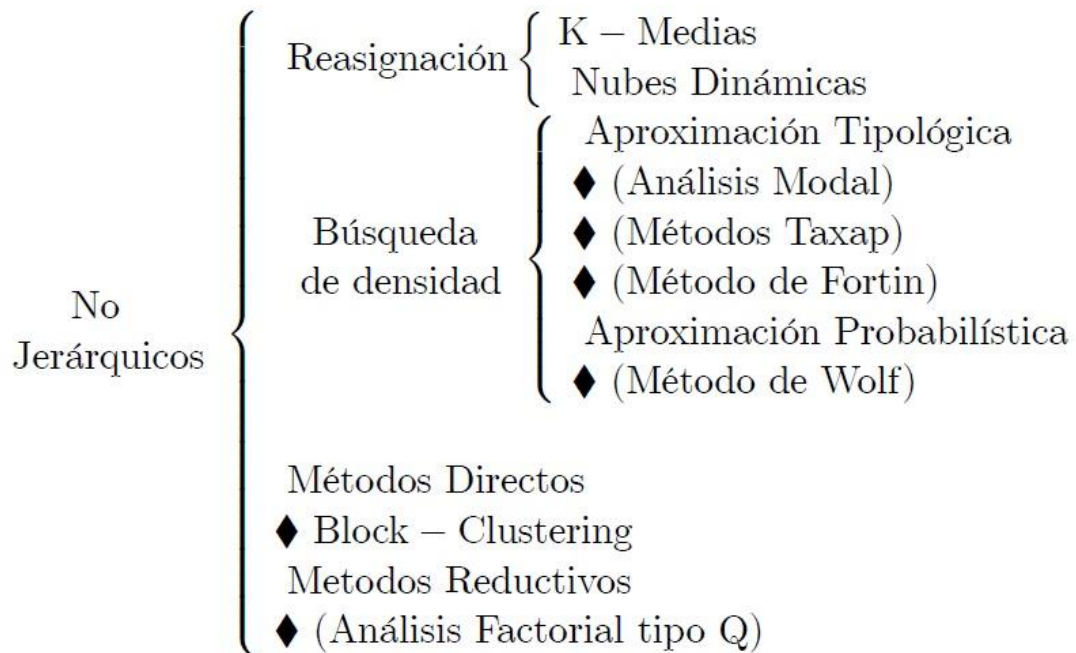 No
Jerárquicos
Reasignación
K – Medias
Nubes Dinámicas
Búsqueda
de densidad
Aproximación Tipológica
♦ (Análisis Modal)
♦ (Métodos Taxap)
♦ (Método de Fortin)
Aproximación Probabilística
♦ (Método de Wolf)
Métodos Directos
♦ Block – Clustering
Metodos Reductivos
♦ (Análisis Factorial tipo Q)